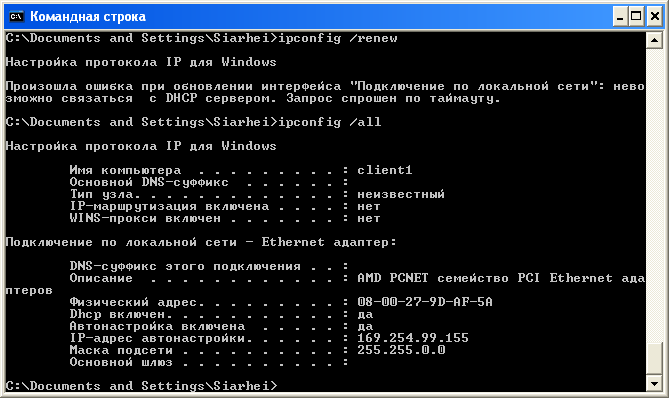 Командная строка
C:\Documents and Settings\Siarhei>ipconfig /renew
Настройка протокола IP для Windows
Произошла ошибка при обновлении интерфейса "Подключение по локальной сети": нево
зможно связаться  с DHCP сервером. Запрос спрошен по таймауту.
C:\Documents and Settings\Siarhei>ipconfig /all
Настройка протокола IP для Windows
Имя компьютера  . . . . . . . . . : client1
Основной DNS-суффикс  . . . . . . :
Тип узла. . . . . . . . . . . . . : неизвестный
IP-маршрутизация включена . . . . : нет
WINS-прокси включен . . . . . . . : нет
Подключение по локальной сети - Ethernet адаптер:
DNS-суффикс этого подключения . . :
Описание  . . . . . . . . . . . . : AMD PCNET семейство PCI Ethernet ада
птеров
Физический адрес. . . . . . . . . : 08-00-27-9D-AF-5A
Dhcp включен. . . . . . . . . . . : да
Автонастройка включена  . . . . . : да
IP-адрес автонастройки. . . . . . : 169.254.99.155
Маска подсети . . . . . . . . . . : 255.255.0.0
Основной шлюз . . . . . . . . . . :
C:\Documents and Settings\Siarhei>